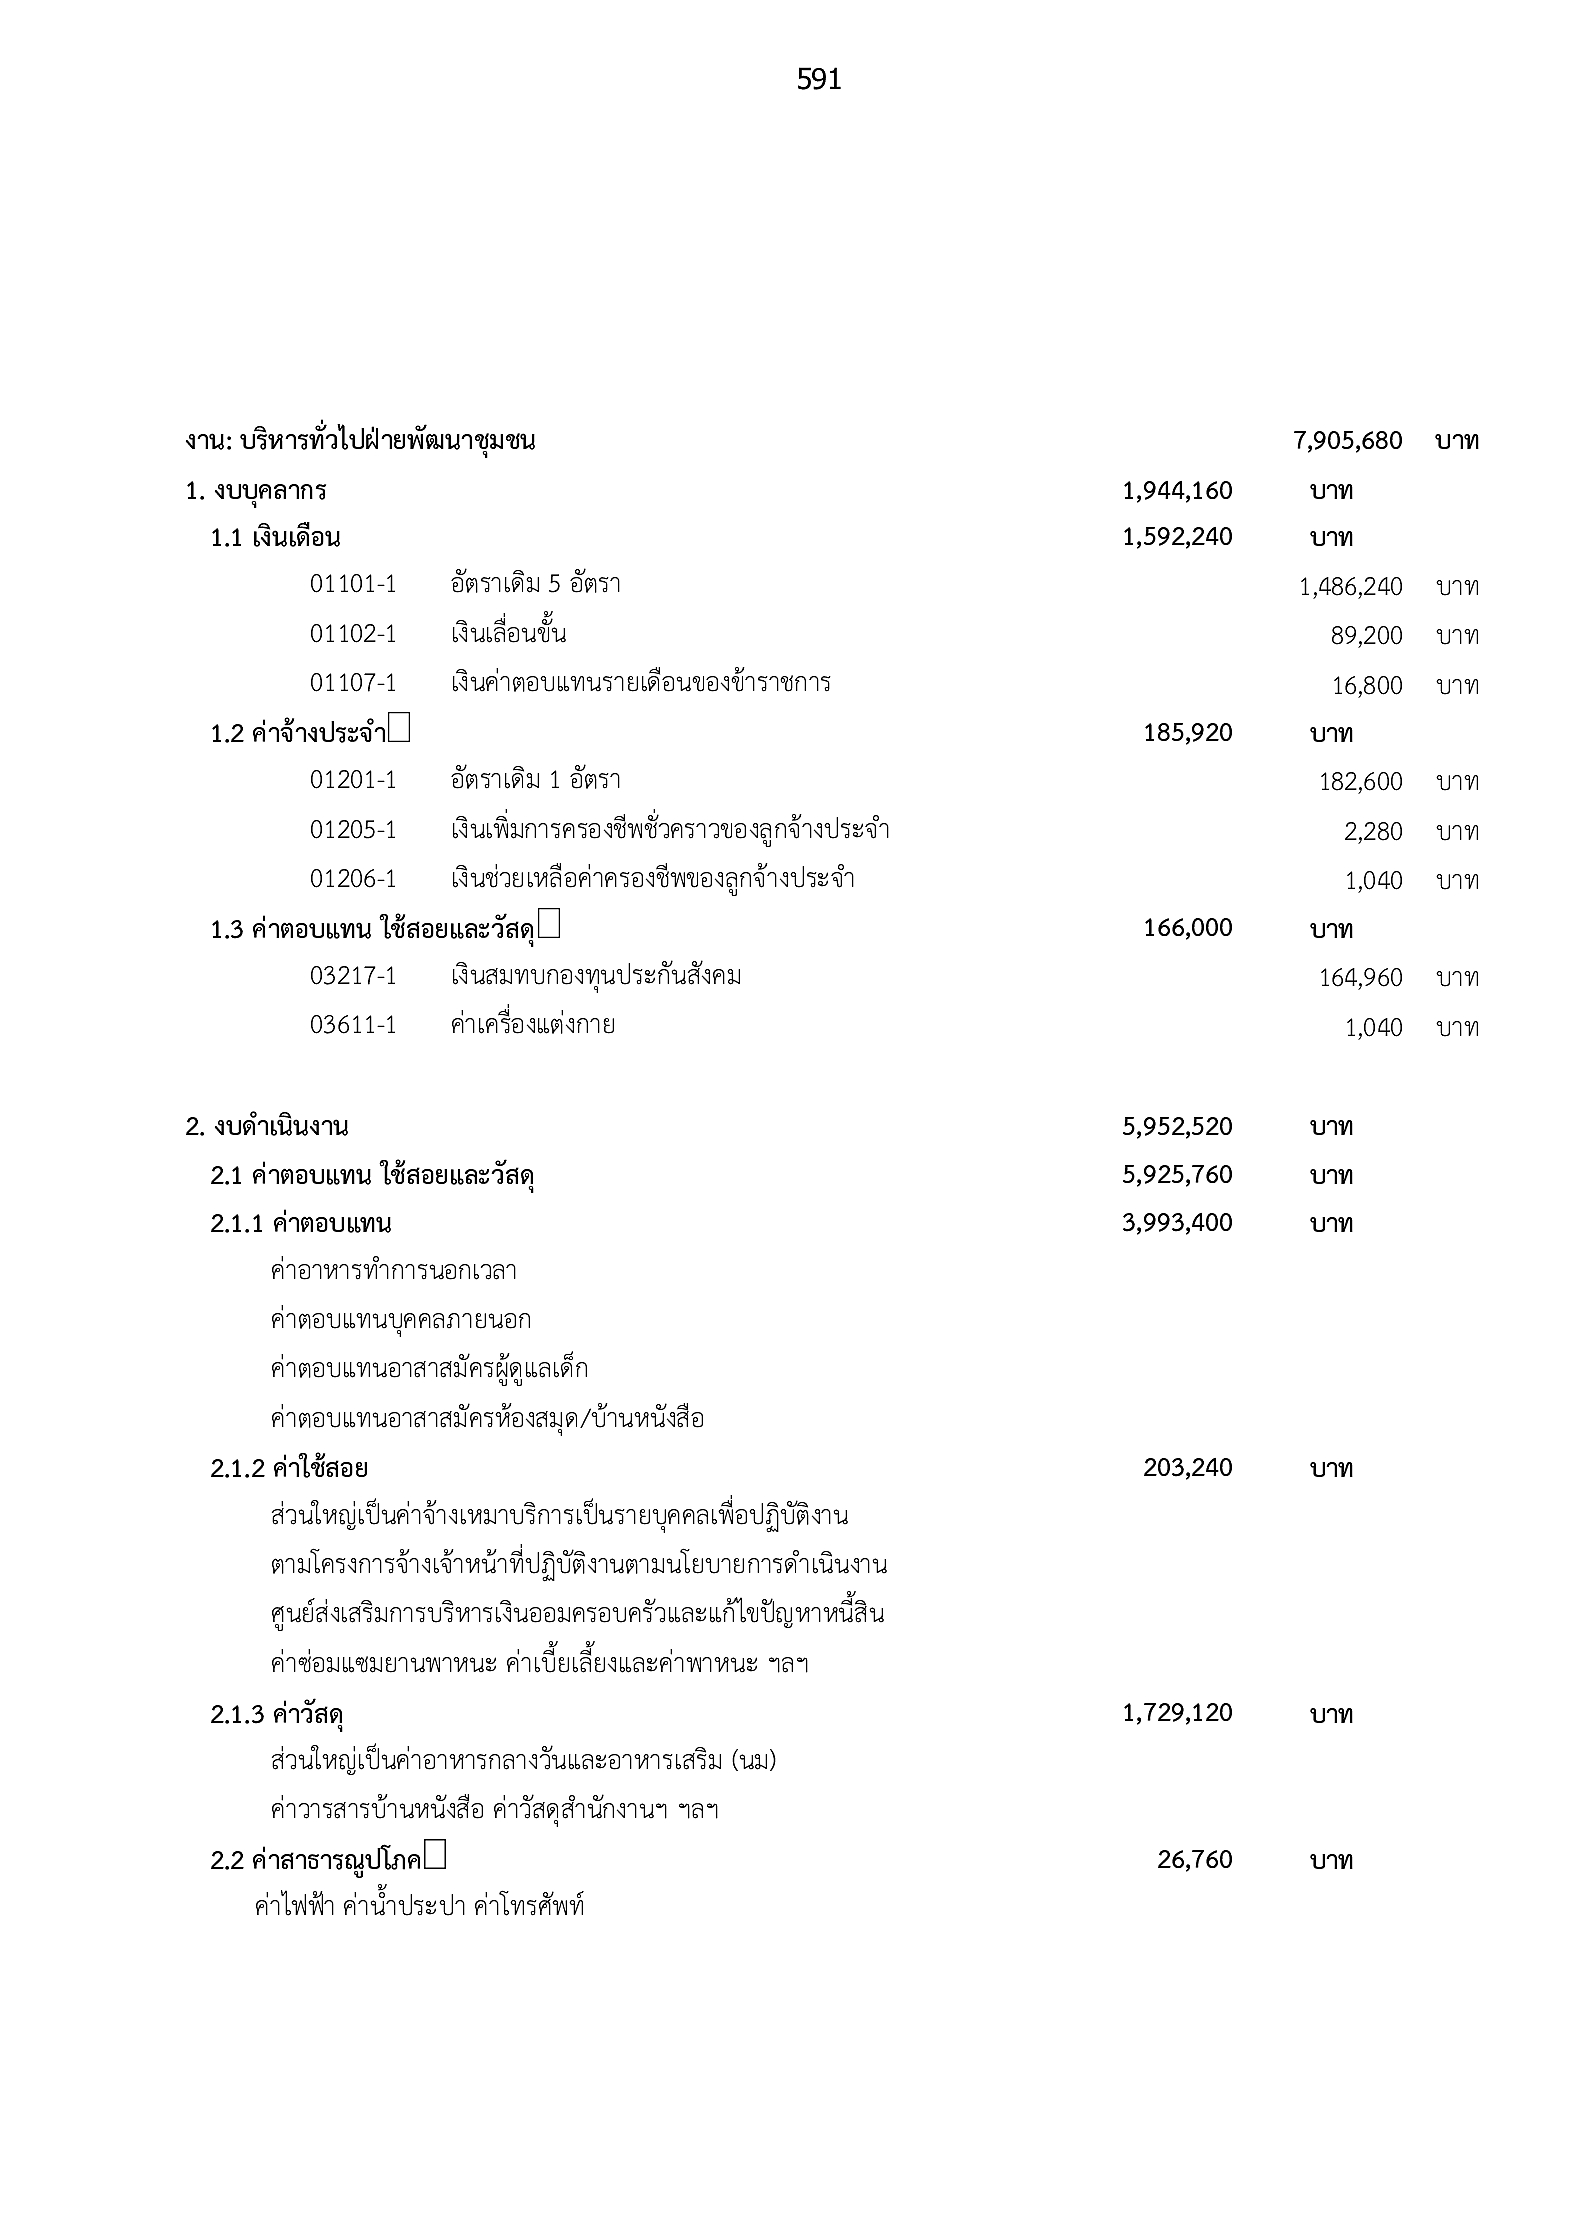 591
งาน: บริหารทั่วไปฝ่ายพัฒนาชุมชน 7,905,680 บาท
1. งบบุคลากร 1,944,160 บาท
1.1 เงินเดือน 1,592,240 บาท
01101-1 อัตราเดิม 5 อัตรา 1,486,240 บาท
01102-1 เงินเลื่อนขั้น 89,200 บาท
01107-1 เงินค่าตอบแทนรายเดือนของข้าราชการ 16,800 บาท
1.2 ค่าจ้างประจำ 185,920 บาท
01201-1 อัตราเดิม 1 อัตรา 182,600 บาท
01205-1 เงินเพิ่มการครองชีพชั่วคราวของลูกจ้างประจำ 2,280 บาท
01206-1 เงินช่วยเหลือค่าครองชีพของลูกจ้างประจำ 1,040 บาท
1.3 ค่าตอบแทน ใช้สอยและวัสดุ 166,000 บาท
03217-1 เงินสมทบกองทุนประกันสังคม 164,960 บาท
03611-1 ค่าเครื่องแต่งกาย 1,040 บาท
2. งบดำเนินงาน 5,952,520 บาท
2.1 ค่าตอบแทน ใช้สอยและวัสดุ 5,925,760 บาท
2.1.1 ค่าตอบแทน 3,993,400 บาท
ค่าอาหารทำการนอกเวลา
ค่าตอบแทนบุคคลภายนอก
ค่าตอบแทนอาสาสมัครผู้ดูแลเด็ก
ค่าตอบแทนอาสาสมัครห้องสมุด/บ้านหนังสือ
2.1.2 ค่าใช้สอย 203,240 บาท
ส่วนใหญ่เป็นค่าจ้างเหมาบริการเป็นรายบุคคลเพื่อปฏิบัติงาน
ตามโครงการจ้างเจ้าหน้าที่ปฏิบัติงานตามนโยบายการดำเนินงาน
ศูนย์ส่งเสริมการบริหารเงินออมครอบครัวและแก้ไขปัญหาหนี้สิน
ค่าซ่อมแซมยานพาหนะ ค่าเบี้ยเลี้ยงและค่าพาหนะ ฯลฯ
2.1.3 ค่าวัสดุ 1,729,120 บาท
ส่วนใหญ่เป็นค่าอาหารกลางวันและอาหารเสริม (นม)
ค่าวารสารบ้านหนังสือ ค่าวัสดุสำนักงานฯ ฯลฯ
2.2 ค่าสาธารณูปโภค 26,760 บาท
ค่าไฟฟ้า ค่าน้ำประปา ค่าโทรศัพท์